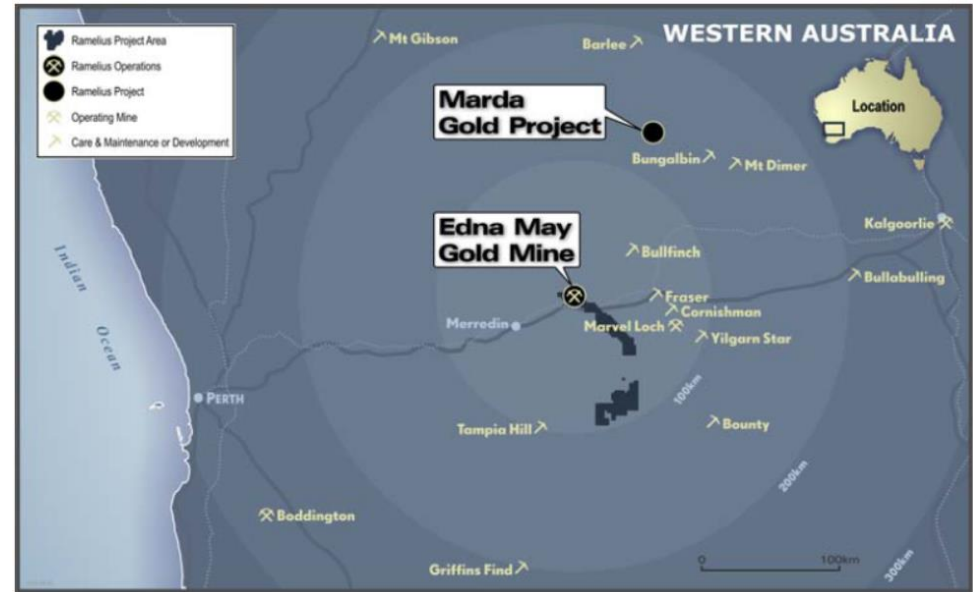 WESTERN AUSTRALIA
Ramelius Project Area
Ramelius Operations
Ramelius Project
Operating Mine
Care & Maintenance or Development
Mt Gibson
Barlee
Location
Marda
Gold Project
Bungalbin
Mt Dimer
Edna May
Gold Mine
Kalgoorlie
Bullfinch
Bullabulling
Indian
Ocean
Fraser
Cornishman
Merredin
Marvel Loch
Yilgarn Star
PERTH
100km
Tampia Hill
Bounty
200km
Boddington
Griffins Find
0
100km
300km